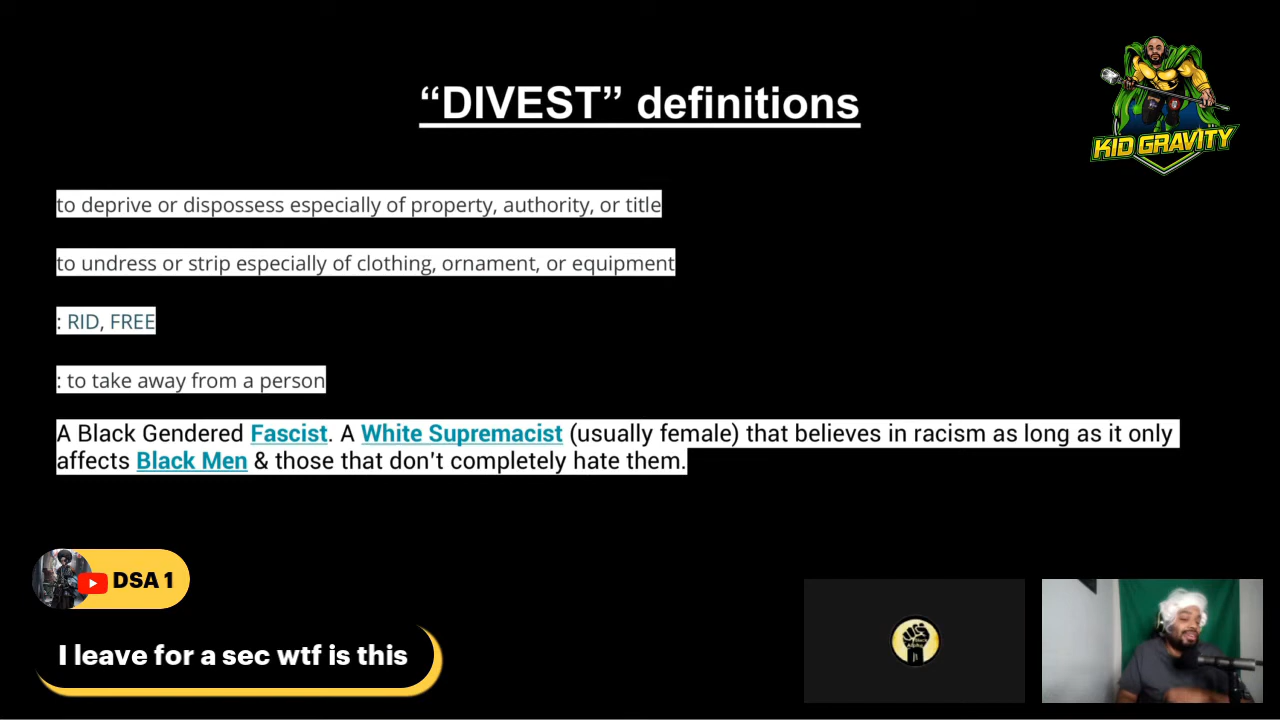 “DIVEST” definitions
KID GRAVITY
to deprive or dispossess especially of property, authority, or title
to undress or strip especially of clothing, ornament, or equipment
: RID, FREE
: to take away from a person
A Black Gendered Fascist. A White Supremacist (usually female) that believes in racism as long as it only
affects Black Men & those that don't completely hate them.
DSA 1
I leave for a sec wtf is this